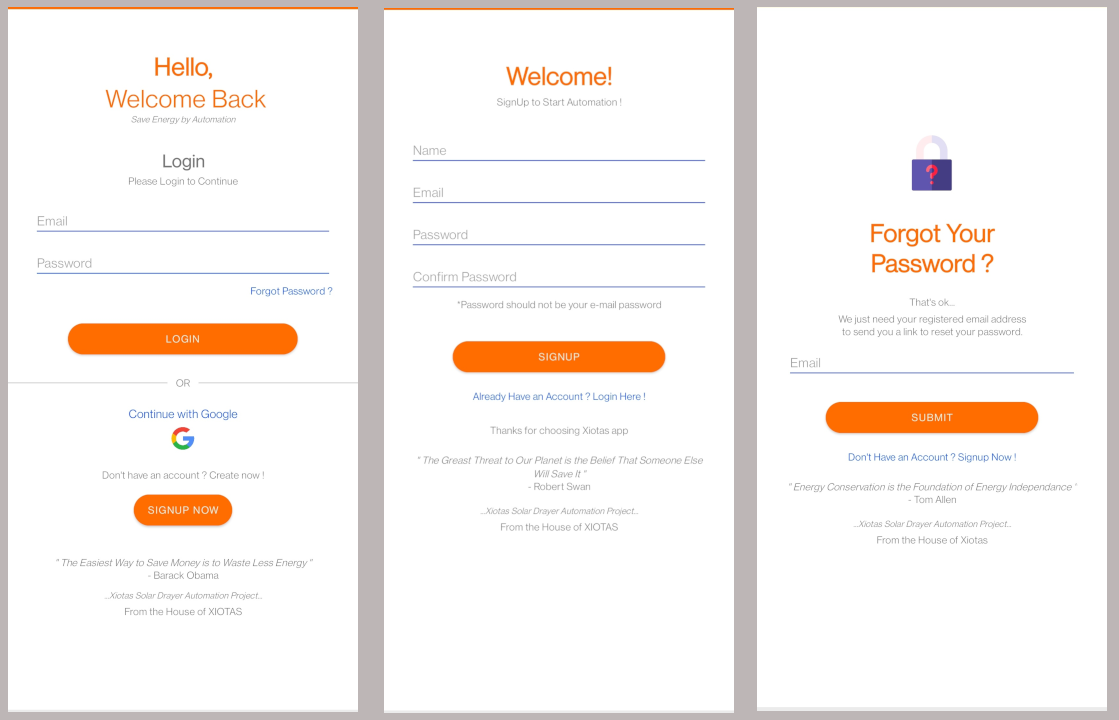 Hello,
Welcome Back
Save Energy by Automation
Login
Please Login to Continue
Email
Password
Forgot Password ?
LOGIN
OR
Continue with Google
G
Don't have an account ? Create now !
SIGNUP NOW
" The Easiest Way to Save Money is to Waste Less Energy "
- Barack Obama
...Xiotas Solar Drayer Automation Project...
From the House of XIOTAS
Welcome!
SignUp to Start Automation !
Name
Email
Password
Confirm Password
*Password should not be your e-mail password
SIGNUP
Already Have an Account ? Login Here !
Thanks for choosing Xiotas app
" The Greast Threat to Our Planet is the Belief That Someone Else
Will Save It "
- Robert Swan
...Xiotas Solar Drayer Automation Project...
From the House of XIOTAS
?
Forgot Your
Password ?
That's ok...
We just need your registered email address
to send you a link to reset your password.
Email
SUBMIT
Don't Have an Account ? Signup Now !
" Energy Conservation is the Foundation of Energy Independance "
- Tom Allen
...Xiotas Solar Drayer Automation Project...
From the House of Xiotas